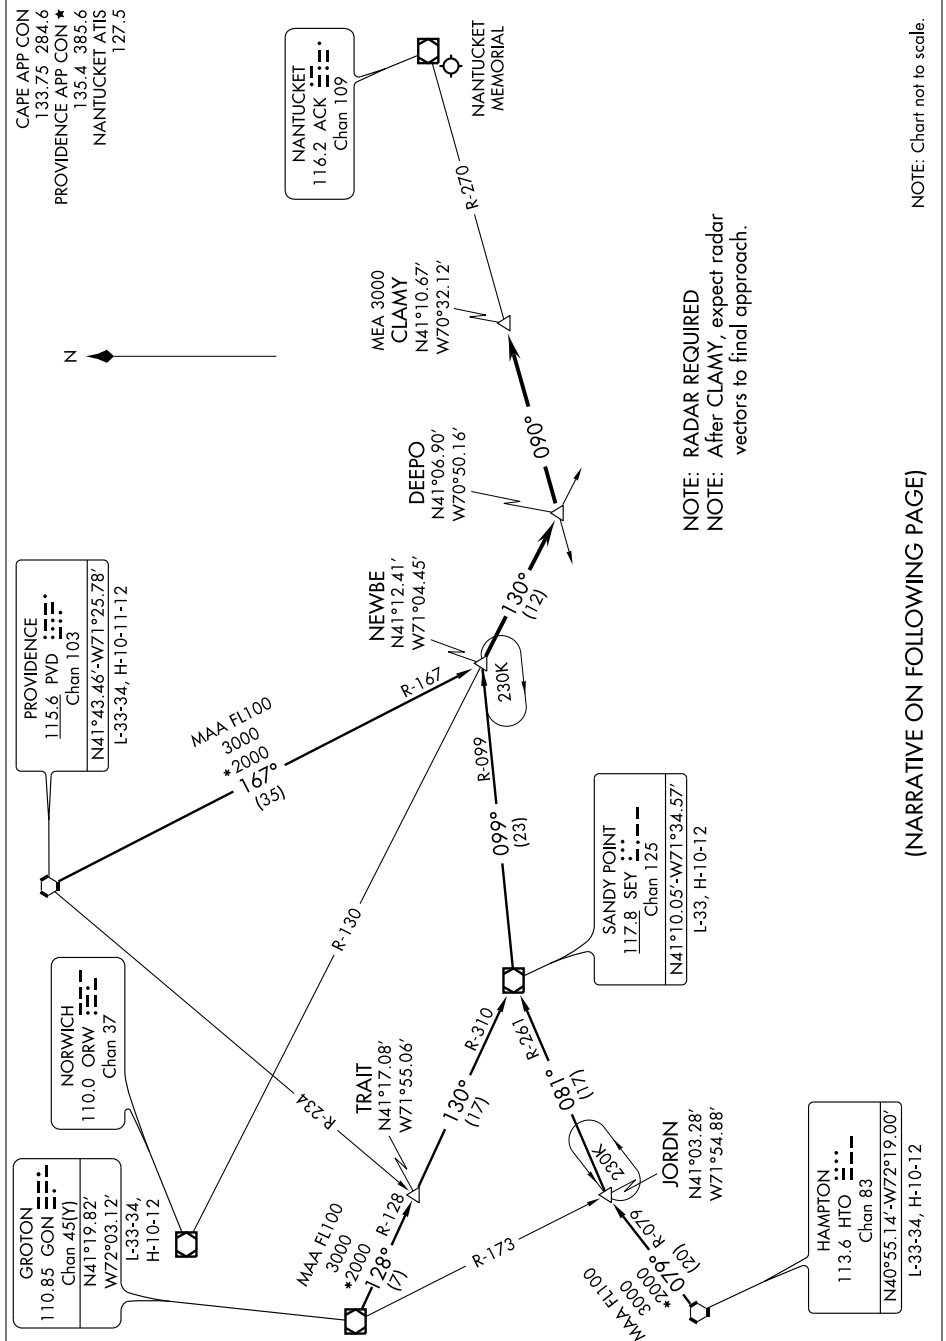 CAPE APP CON
133.75 284.6
PROVIDENCE APP CON ★
135.4 385.6
NANTUCKET ATIS
127.5
N
NANTUCKET
116.2 ACK
Chan 109
NANTUCKET
MEMORIAL
R-270
MEA 3000
CLAMY
N41°10.67'
W70°32.12'
090°
DEEPO
N41°06.90'
W70°50.16'
130°
(12)
NEWBE
N41°12.41'
W71°04.45'
230K
PROVIDENCE
115.6 PVD
Chan 103
N41°43.46'-W71°25.78'
L-33-34, H-10-11-12
MAA FL100
3000
*2000
167°
(35)
R-167
R-099
099°
(23)
R-130
R-234
NORWICH
110.0 ORW
Chan 37
GROTON
110.85 GON
Chan 45(Y)
N41°19.82'
W72°03.12'
L-33-34,
H-10-12
MAA FL100
3000
*2000
128°
(7)
R-128
TRAIT
N41°17.08'
W71°55.06'
130°
(17)
R-310
R-173
SANDY POINT
117.8 SEY
Chan 125
N41°10.05'-W71°34.57'
L-33, H-10-12
R-261
081°
(17)
230K
JORDN
N41°03.28'
W71°54.88'
MAA FL100
3000
*2000
079°
(20)
R-079
HAMPTON
113.6 HTO
Chan 83
N40°55.14'-W72°19.00'
L-33-34, H-10-12
NOTE: RADAR REQUIRED
NOTE: After CLAMY, expect radar
vectors to final approach.
(NARRATIVE ON FOLLOWING PAGE)
NOTE: Chart not to scale.